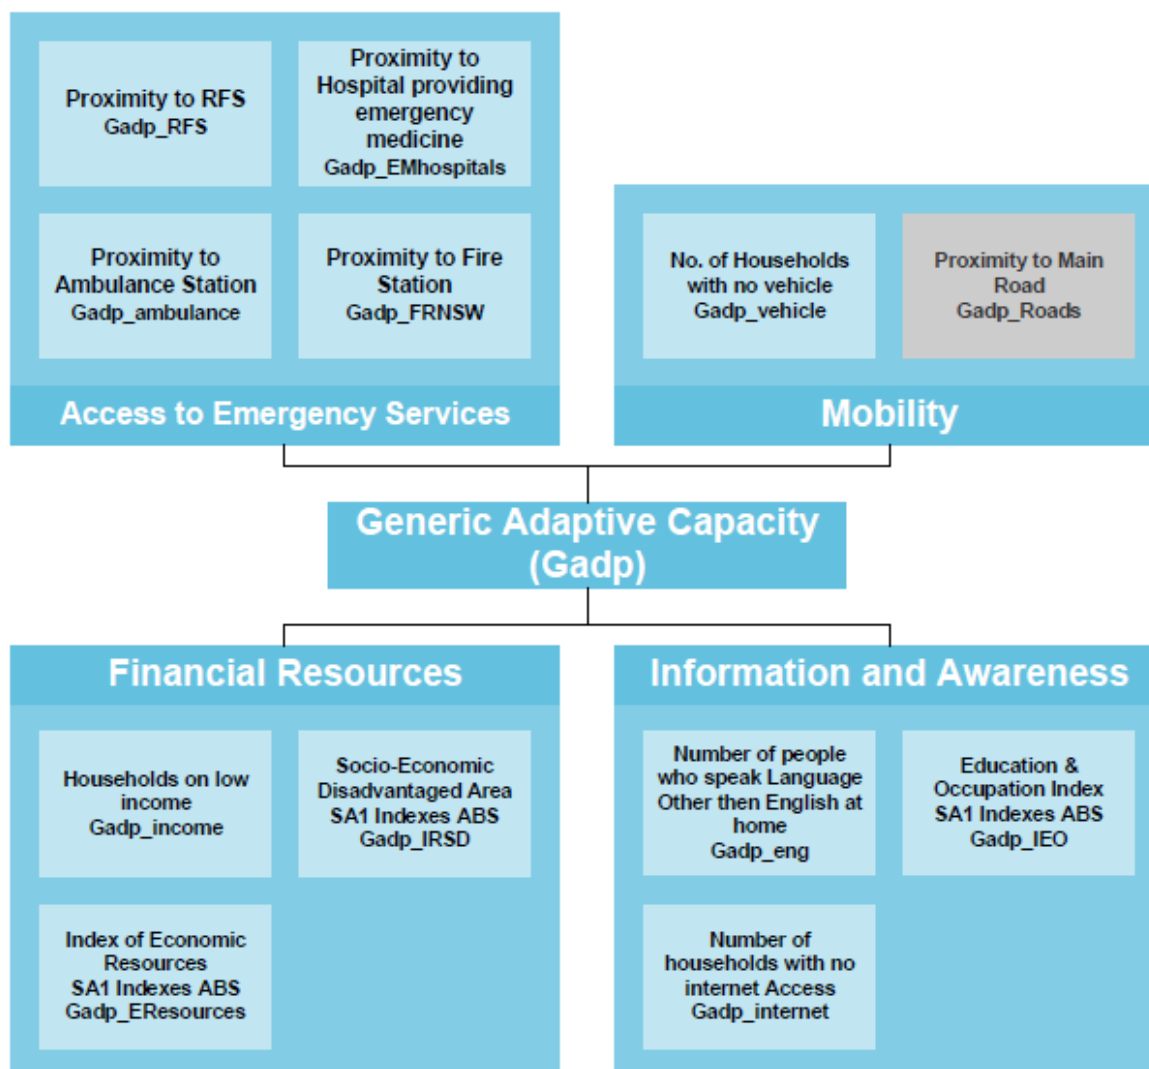 Proximity to RFS
Gadp_RFS
Proximity to
Hospital providing
emergency
medicine
Gadp_EMhospitals
Proximity to
Ambulance Station
Gadp_ambulance
Proximity to Fire
Station
Gadp_FRNSW
Access to Emergency Services
No. of Households
with no vehicle
Gadp_vehicle
Proximity to Main
Road
Gadp_Roads
Mobility
Generic Adaptive Capacity
(Gadp)
Financial Resources
Households on low
income
Gadp_income
Socio-Economic
Disadvantaged Area
SA1 Indexes ABS
Gadp_IRSD
Index of Economic
Resources
SA1 Indexes ABS
Gadp_EResources
Information and Awareness
Number of people
who speak Language
Other then English at
home
Gadp_eng
Education &
Occupation Index
SA1 Indexes ABS
Gadp_IEO
Number of
households with no
internet Access
Gadp_internet